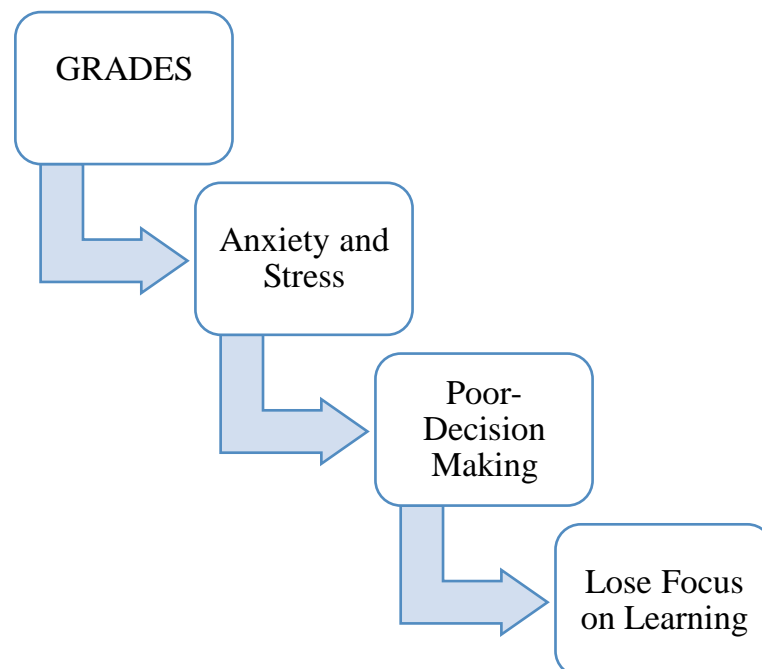 GRADES
Anxiety and
Stress
Poor-
Decision
Making
Lose Focus
on Learning